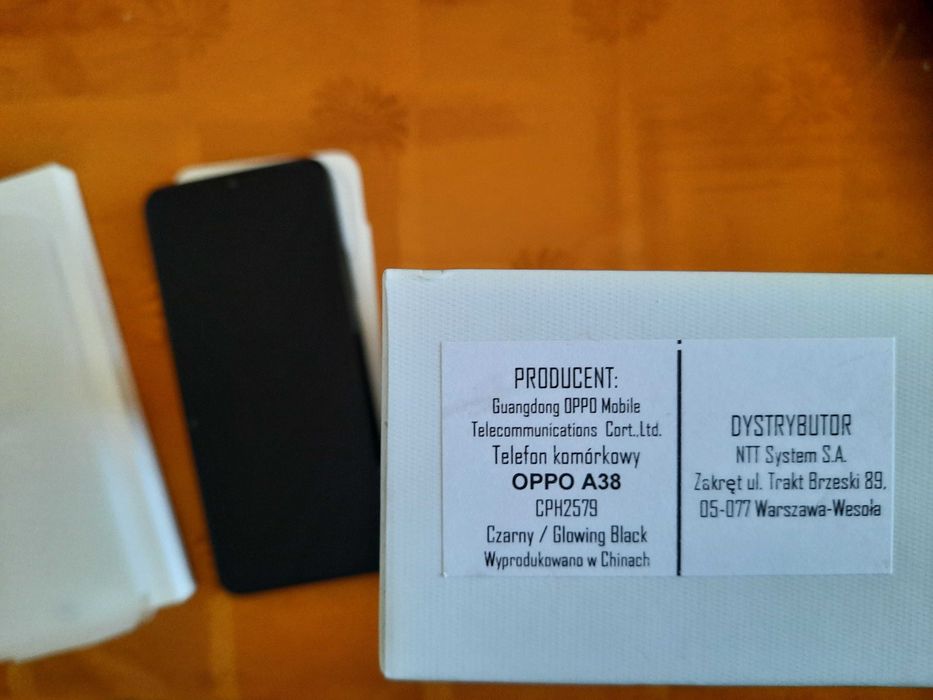 PRODUCENT:
Guangdong OPPO Mobile
Telecommunications Cort.,Ltd.
Telefon komórkowy
OPPO A38
CPH2579
Czarny / Glowing Black
Wyprodukowano w Chinach
DYSTRYBUTOR
NTT System S.A.
Zakręt ul. Trakt Brzeski 89,
05-077 Warszawa-Wesoła